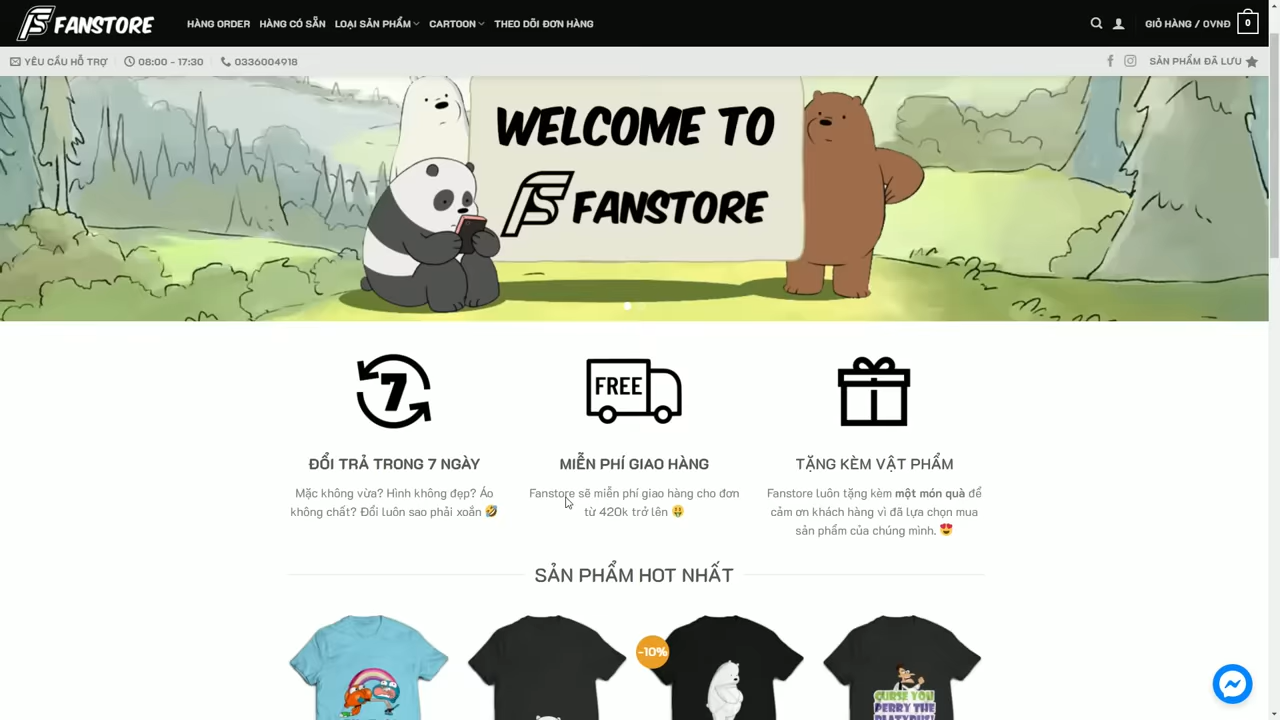 FANSTORE
HÀNG ORDER HÀNG CÓ SẴN LOẠI SẢN PHẨM CARTOON THEO DÕI ĐƠN HÀNG GIỎ HÀNG / 0VNĐ 0
YÊU CẦU HỖ TRỢ 08:00 - 17:30 0336004918 SẢN PHẨM ĐÃ LƯU
WELCOME TO
FS FANSTORE
7 FREE
ĐỔI TRẢ TRONG 7 NGÀY
Mặc không vừa? Hình không đẹp? Áo
không chất? Đổi luôn sao phải xoắn 🤣
MIỄN PHÍ GIAO HÀNG
Fanstore sẽ miễn phí giao hàng cho đơn
từ 420k trở lên 🤑
TẶNG KÈM VẬT PHẨM
Fanstore luôn tặng kèm một món quà để
cảm ơn khách hàng vì đã lựa chọn mua
sản phẩm của chúng mình. 😍
SẢN PHẨM HOT NHẤT
-10%
CURSE YOU
PERRY THE
PLATYPUS!